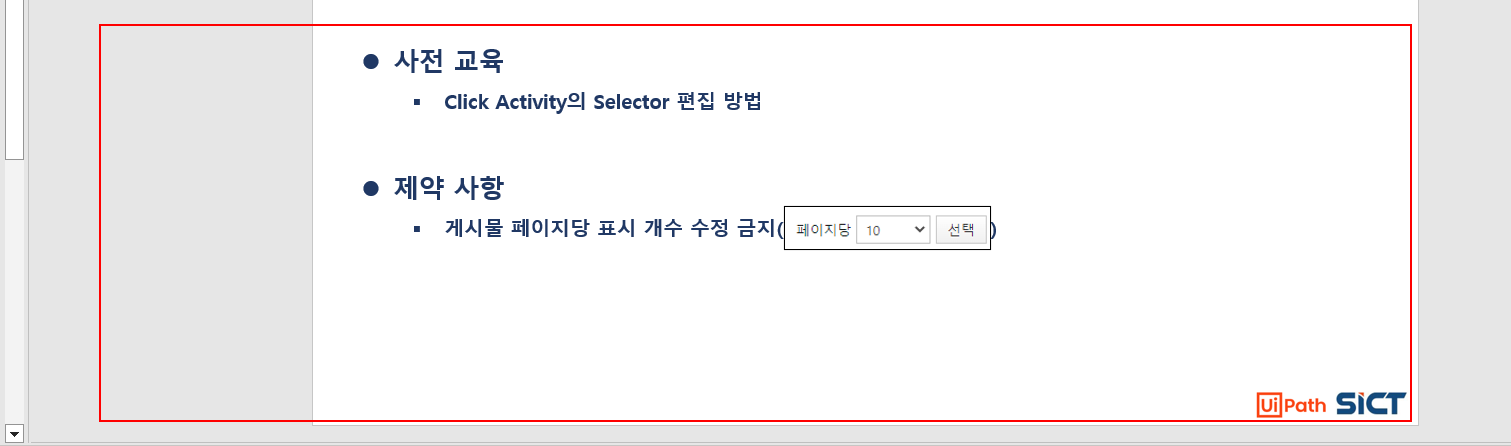 ● 사전 교육
▪ Click Activity의 Selector 편집 방법
● 제약 사항
▪ 게시물 페이지당 표시 개수 수정 금지( 페이지당 10 선택 )
UiPath SICT